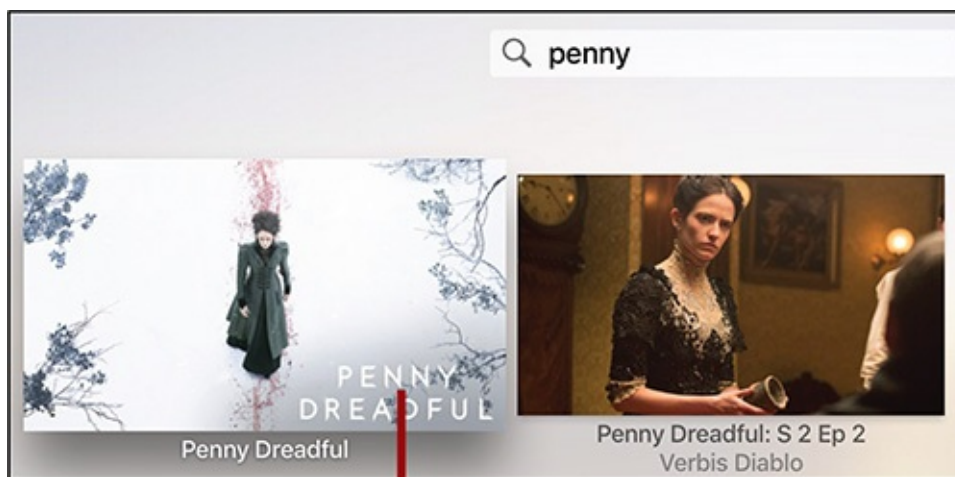 penny
PENNY
DREADFUL
Penny Dreadful
Penny Dreadful: S 2 Ep 2
Verbis Diablo